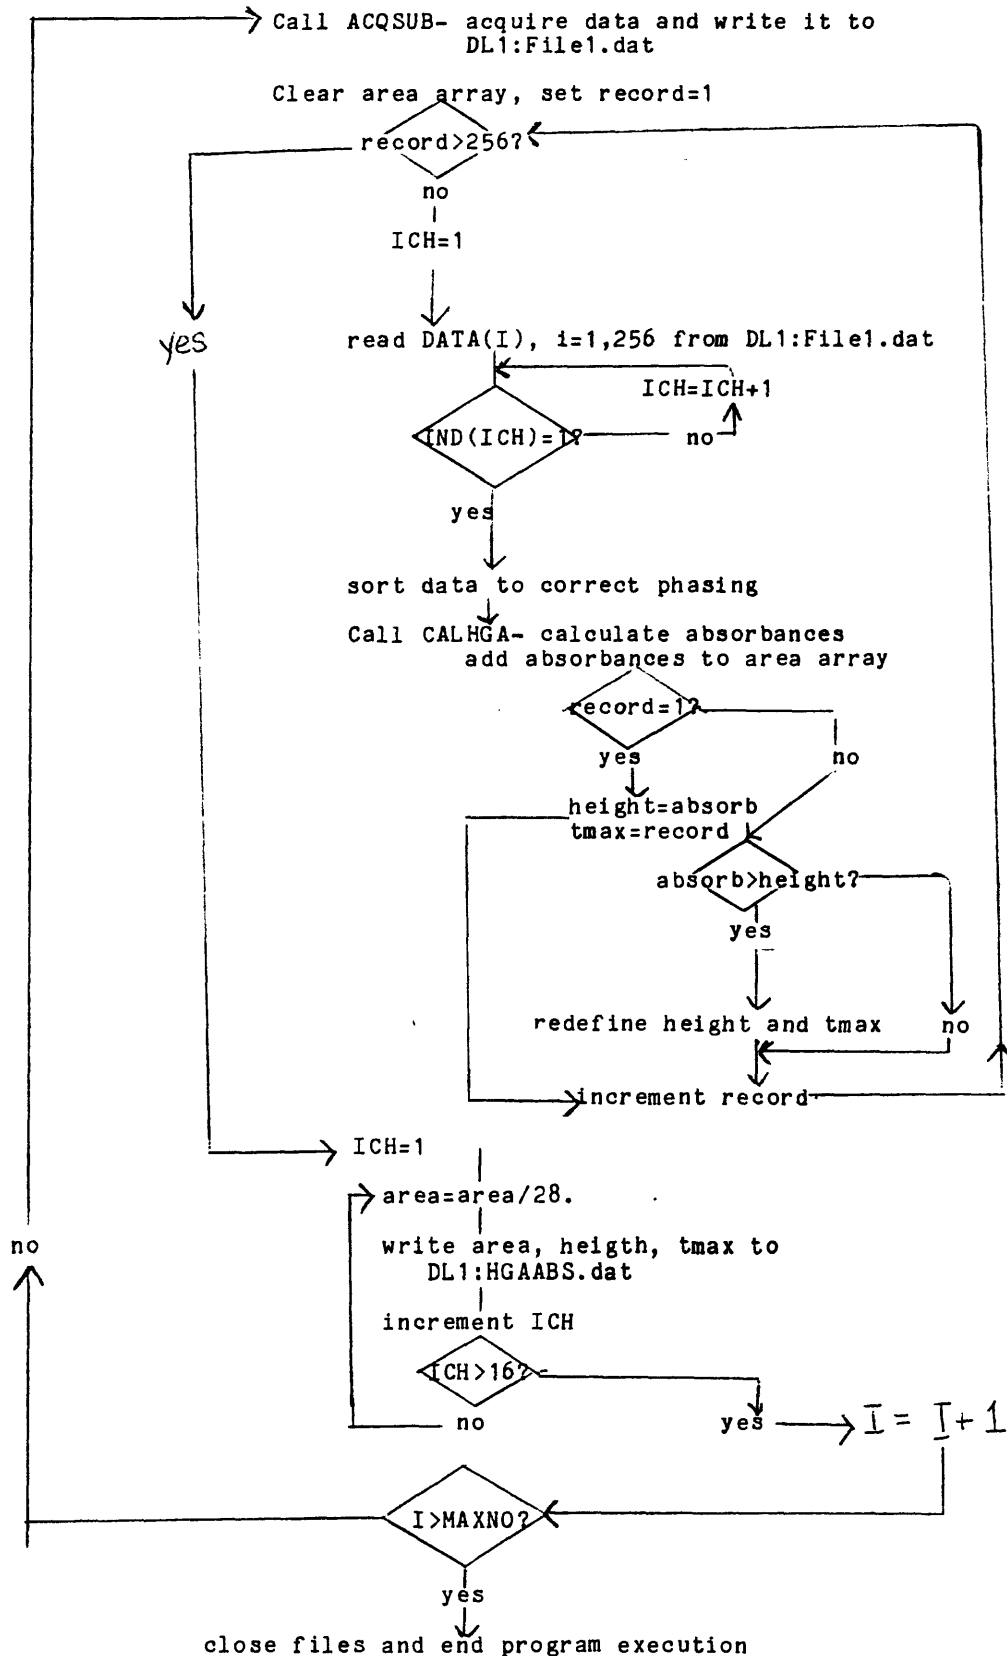 Call ACQSUB- acquire data and write it to
DL1:File1.dat
Clear area array, set record=1
record>256?
no
ICH=1
yes
read DATA(I), i=1,256 from DL1:File1.dat
ICH=ICH+1
IND(ICH)=1?
no
yes
sort data to correct phasing
Call CALHGA- calculate absorbances
add absorbances to area array
record=1?
yes
no
height=absorb
tmax=record
absorb>height?
yes
redefine height and tmax
no
increment record
ICH=1
area=area/28.
no
write area, heigth, tmax to
DL1:HGAABS.dat
increment ICH
ICH>16?
no
yes
I = I + 1
I>MAXNO?
yes
close files and end program execution